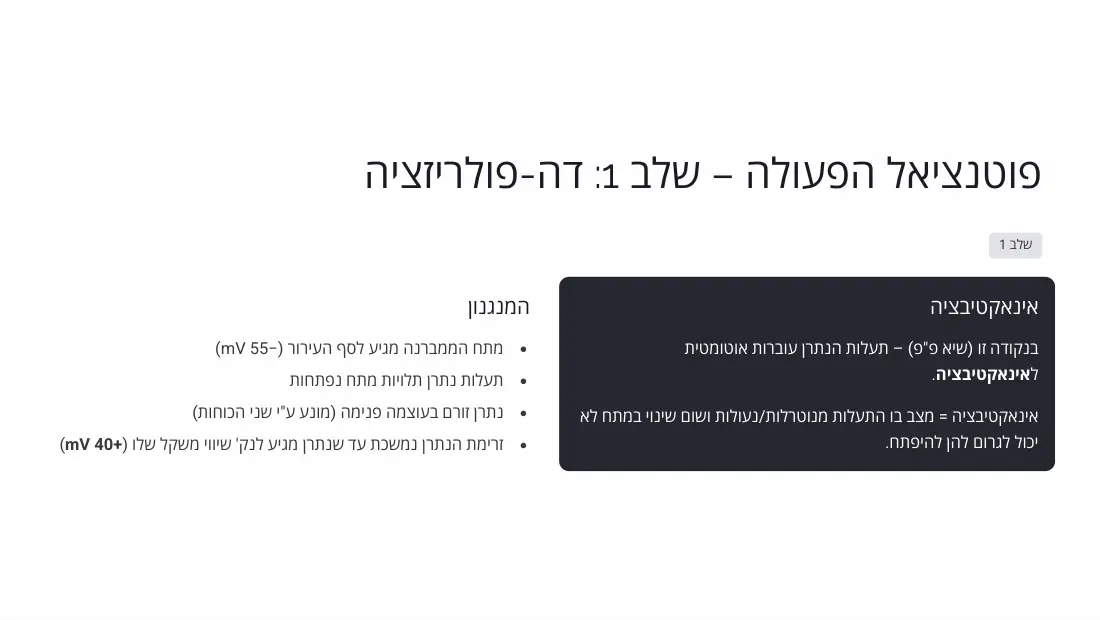 פוטנציאל הפעולה – שלב 1: דה-פולריזציה
שלב 1
אינאקטיבציה
בנקודה זו (שיא פ"פ) – תעלות הנתרן עוברות אוטומטית
לאינאקטיבציה.
אינאקטיבציה = מצב בו התעלות מנוטרלות/נעולות ושום שינוי במתח לא
יכול לגרום להן להיפתח.
המנגנון
• מתח הממברנה מגיע לסף העירור (−55 mV)
• תעלות נתרן תלויות מתח נפתחות
• נתרן זורם בעוצמה פנימה (מונע ע"י שני הכוחות)
• זרימת הנתרן נמשכת עד שנתרן מגיע לנק' שיווי משקל שלו (+40 mV)